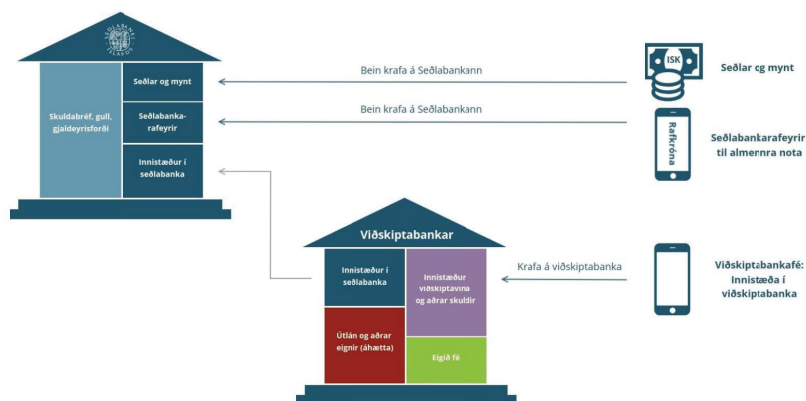 SEÐLABANKI
ÍSLANDS
Skuldabréf, gull,
gjaldeyrisforði
Seðlar og mynt
Seðlabanka-
rafeyrir
Innistæður í
seðlabanka
Bein krafa á Seðlabankann
Bein krafa á Seðlabankann
ISK
Seðlar og mynt
Rafkróna
Seðlabankarafeyrir
til almennra nota
Viðskiptabankar
Innistæður í
seðlabanka
Innistæður
viðskiptavina
og aðrar skuldir
Útlán og aðrar
eignir (áhætta)
Eigið fé
Krafa á viðskiptabanka
Viðskiptabankafé:
Innistæða í
viðskiptabanka